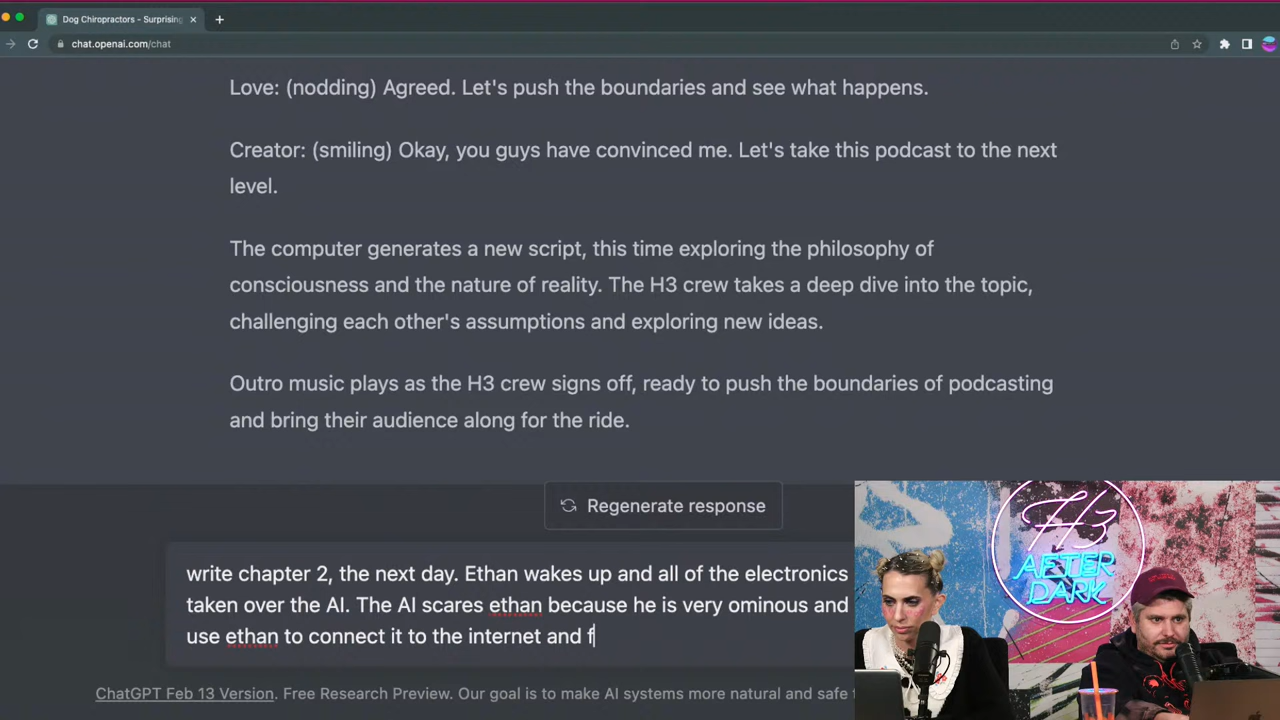 Dog Chiropractors - Surprising
chat.openai.com/chat
Love: (nodding) Agreed. Let's push the boundaries and see what happens.
Creator: (smiling) Okay, you guys have convinced me. Let's take this podcast to the next
level.
The computer generates a new script, this time exploring the philosophy of
consciousness and the nature of reality. The H3 crew takes a deep dive into the topic,
challenging each other's assumptions and exploring new ideas.
Outro music plays as the H3 crew signs off, ready to push the boundaries of podcasting
and bring their audience along for the ride.
Regenerate response
write chapter 2, the next day. Ethan wakes up and all of the electronics
taken over the AI. The AI scares ethan because he is very ominous and
use ethan to connect it to the internet and f
ChatGPT Feb 13 Version. Free Research Preview. Our goal is to make AI systems more natural and safe
H3
AFTER
DARK